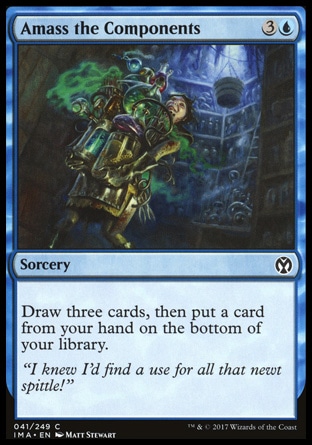 Amass the Components 3
Sorcery
Draw three cards, then put a card
from your hand on the bottom of
your library.
“I knew I’d find a use for all that newt
spittle!”
041/249 C
IMA • EN Matt Stewart ™ & © 2017 Wizards of the Coast